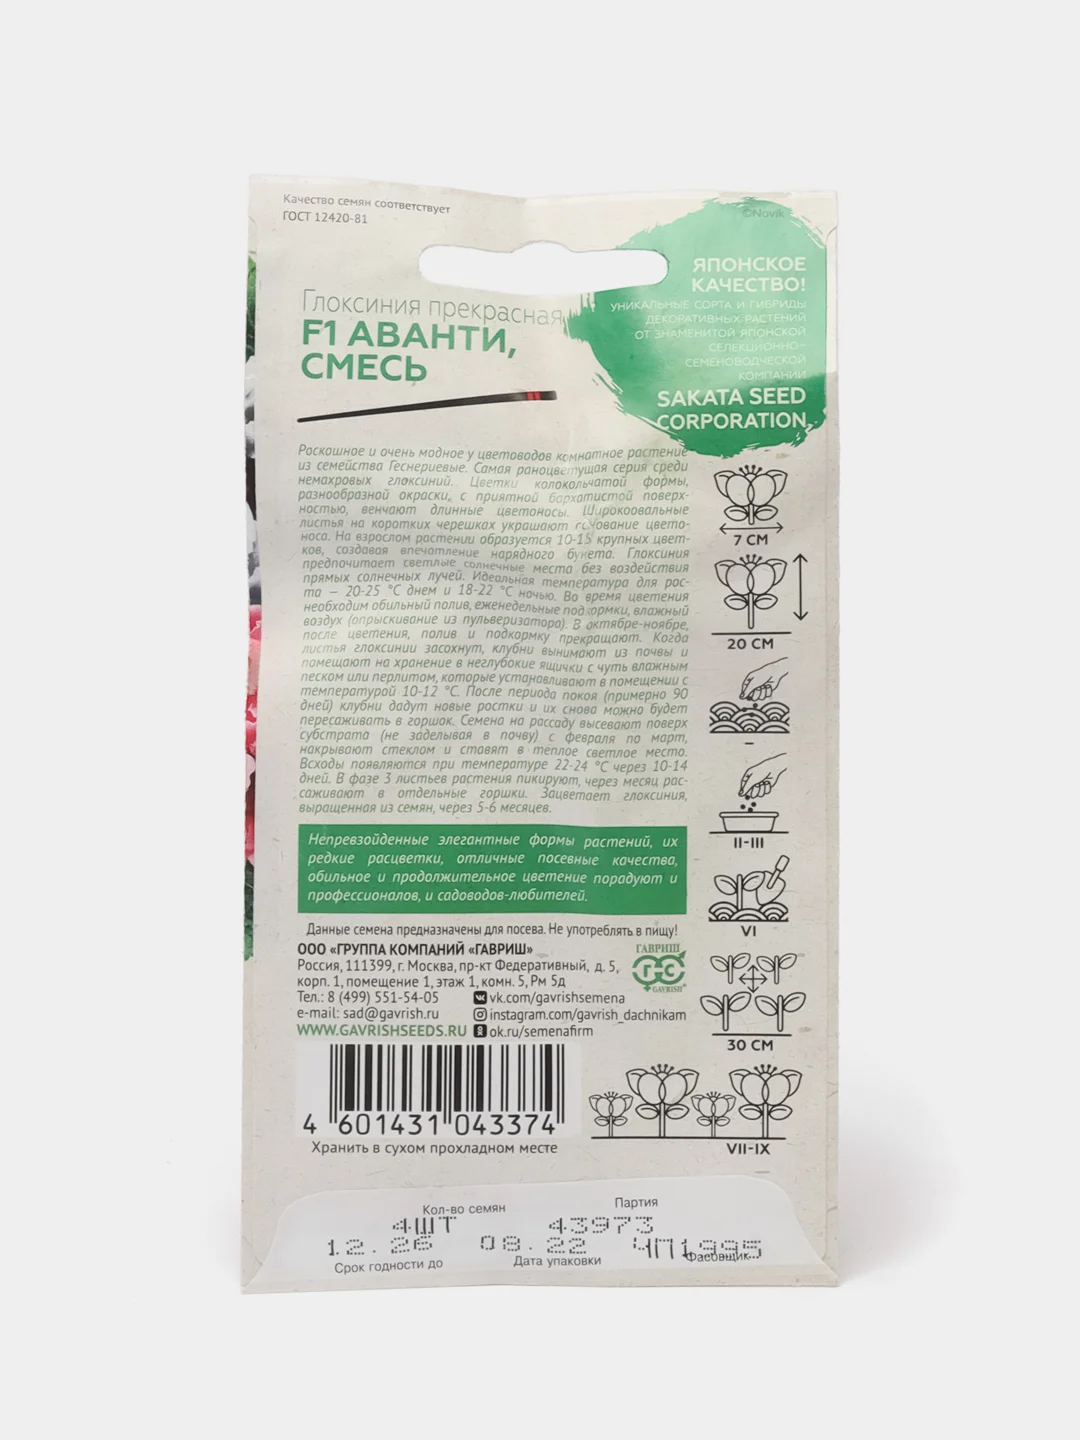 Качество семян соответствует
ГОСТ 12420-81
©Novik
ЯПОНСКОЕ
КАЧЕСТВО!
УНИКАЛЬНЫЕ СОРТА И ГИБРИДЫ
ДЕКОРАТИВНЫХ РАСТЕНИЙ
ОТ ЗНАМЕНИТОЙ ЯПОНСКОЙ
СЕЛЕКЦИОННО-
СЕМЕНОВОДЧЕСКОЙ
КОМПАНИИ
SAKATA SEED
CORPORATION
Глоксиния прекрасная
F1 АВАНТИ,
СМЕСЬ
Роскошное и очень модное у цветоводов комнатное растение
из семейства Геснериевые. Самая раноцветущая серия среди
немахровых глоксиний. Цветки колокольчатой формы,
разнообразной окраски, с приятной бархатистой поверх-
ностью, венчают длинные цветоносы. Широкоовальные
листья на коротких черешках украшают основание цвето-
носа. На взрослом растении образуется 10-15 крупных цвет-
ков, создавая впечатление нарядного букета. Глоксиния
предпочитает светлые солнечные места без воздействия
прямых солнечных лучей. Идеальная температура для рос-
та — 20-25 °С днем и 18-22 °С ночью. Во время цветения
необходим обильный полив, еженедельные подкормки, влажный
воздух (опрыскивание из пульверизатора). В октябре-ноябре,
после цветения, полив и подкормку прекращают. Когда
листья глоксинии засохнут, клубни вынимают из почвы и
помещают на хранение в неглубокие ящички с чуть влажным
песком или перлитом, которые устанавливают в помещении с
температурой 10-12 °С. После периода покоя (примерно 90
дней) клубни дадут новые ростки и их снова можно будет
пересаживать в горшок. Семена на рассаду высевают поверх
субстрата (не заделывая в почву) с февраля по март,
накрывают стеклом и ставят в теплое светлое место.
Всходы появляются при температуре 22-24 °С через 10-14
дней. В фазе 3 листьев растения пикируют, через месяц рас-
саживают в отдельные горшки. Зацветает глоксиния,
выращенная из семян, через 5-6 месяцев.
7 СМ
20 СМ
–
II-III
VI
30 СМ
VII-IX
Непревзойденные элегантные формы растений, их
редкие расцветки, отличные посевные качества,
обильное и продолжительное цветение порадуют и
профессионалов, и садоводов-любителей.
Данные семена предназначены для посева. Не употреблять в пищу!
ООО «ГРУППА КОМПАНИЙ «ГАВРИШ»
Россия, 111399, г. Москва, пр-кт Федеративный, д. 5,
корп. 1, помещение 1, этаж 1, комн. 5, Рм 5д
Тел.: 8 (499) 551-54-05
e-mail: sad@gavrish.ru
WWW.GAVRISHSEEDS.RU
vk.com/gavrishsemena
instagram.com/gavrish_dachnikam
ok.ru/semenafirm
ГАВРИШ
Г-С
GAVRISH®
4 601431 043374
Хранить в сухом прохладном месте
Кол-во семян
Партия
4ШТ 43973
12.26 08.22 ЧП1995
Срок годности до
Дата упаковки
Фасовщик